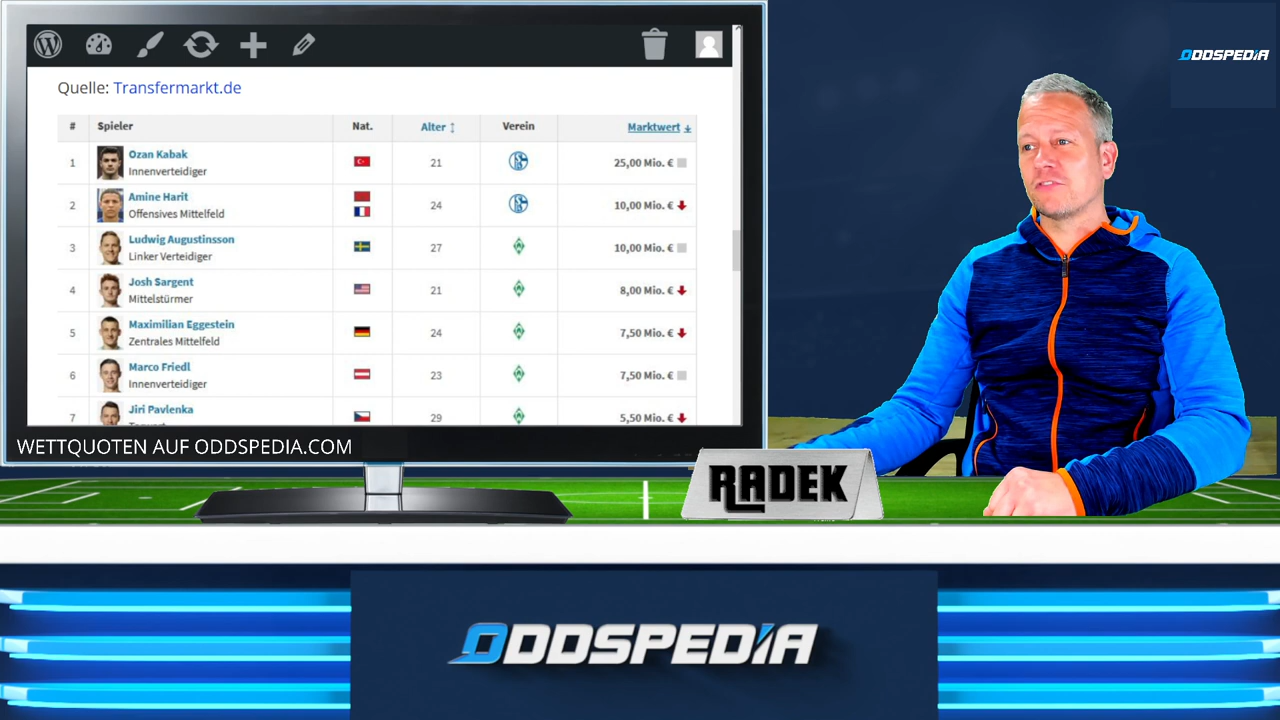 ODDSPEDIA
Quelle: Transfermarkt.de
# Spieler Nat. Alter Verein Marktwert
1 Ozan Kabak 21 25,00 Mio. €
Innenverteidiger
2 Amine Harit 24 10,00 Mio. €
Offensives Mittelfeld
3 Ludwig Augustinsson 27 10,00 Mio. €
Linker Verteidiger
4 Josh Sargent 21 8,00 Mio. €
Mittelstürmer
5 Maximilian Eggestein 24 7,50 Mio. €
Zentrales Mittelfeld
6 Marco Friedl 23 7,50 Mio. €
Innenverteidiger
7 Jiri Pavlenka 29 5,50 Mio. €
WETTQUOTEN AUF ODDSPEDIA.COM
RADEK
ODDSPEDIA